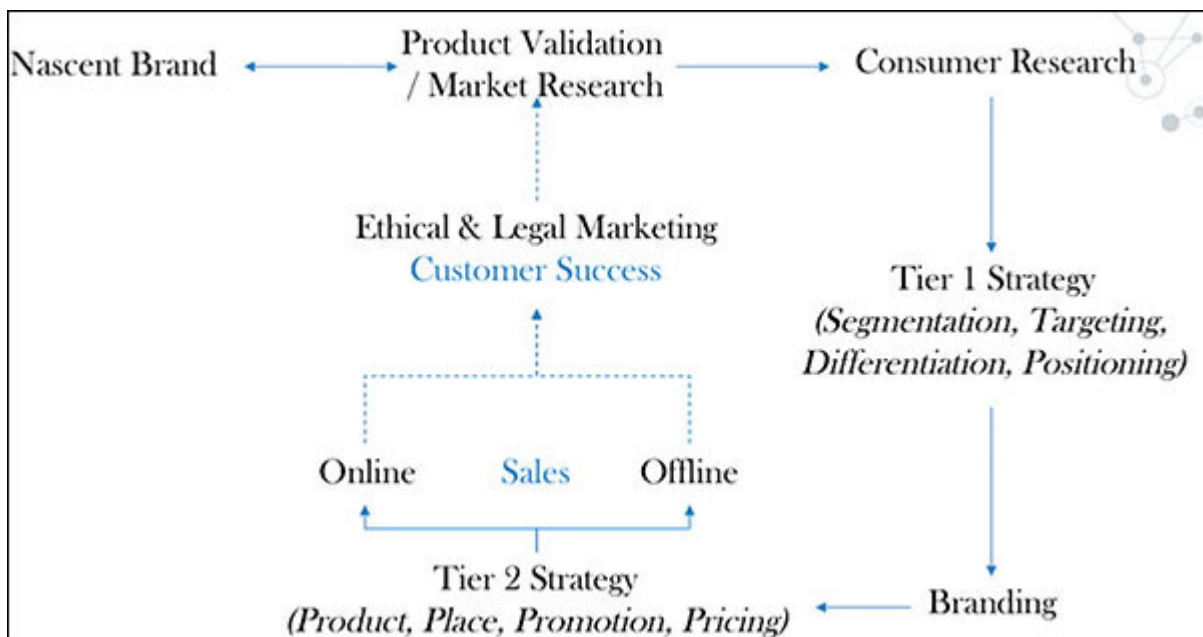 Nascent Brand
Product Validation
/ Market Research
Consumer Research
Ethical & Legal Marketing
Customer Success
Tier 1 Strategy
(Segmentation, Targeting,
Differentiation, Positioning)
Online
Sales
Offline
Tier 2 Strategy
(Product, Place, Promotion, Pricing)
Branding